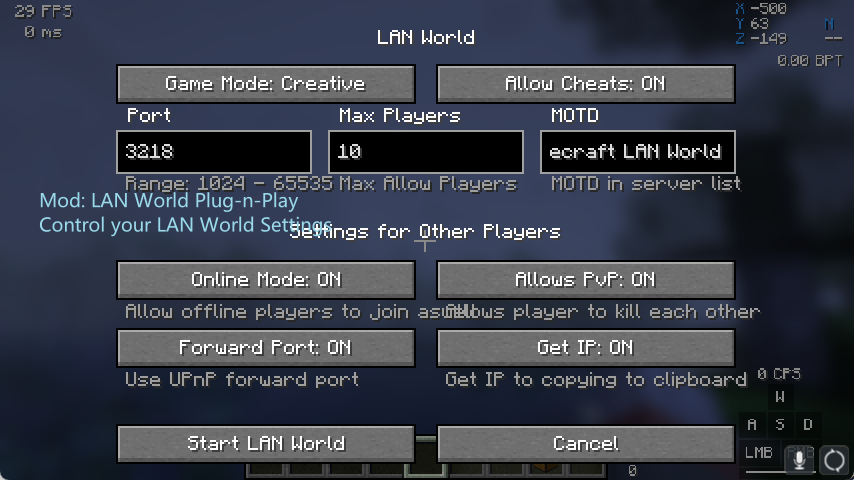 29 FPS
0 ms
X -500
Y 63 N
Z -149 --
0.00 BPT
LAN World
Game Mode: Creative
Allow Cheats: ON
Port
Max Players
MOTD
3218
10
ecraft LAN World
Range: 1024 - 65535
Max Allow Players
MOTD in server list
Mod: LAN World Plug-n-Play
Control your LAN World Settings
Settings for Other Players
Online Mode: ON
Allows PvP: ON
Allow offline players to join as well
Allows player to kill each other
Forward Port: ON
Get IP: ON
Use UPnP forward port
Get IP to copying to clipboard
0 CPS
W
A S D
Start LAN World
Cancel
LMB
0